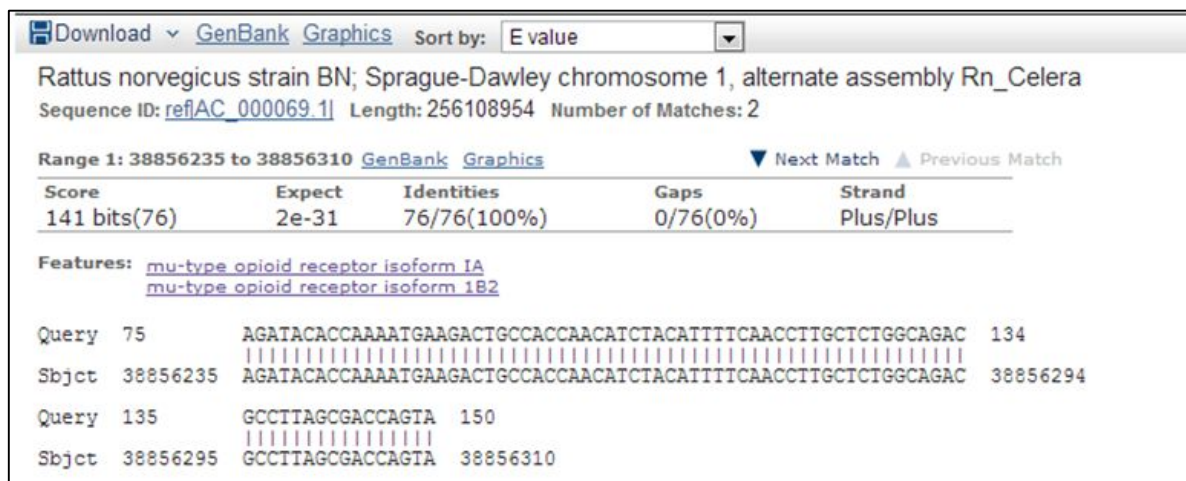 Download GenBank Graphics Sort by: E value
Rattus norvegicus strain BN; Sprague-Dawley chromosome 1, alternate assembly Rn_Celera
Sequence ID: ref|AC_000069.1| Length: 256108954 Number of Matches: 2
Range 1: 38856235 to 38856310 GenBank Graphics ▼ Next Match ▲ Previous Match
Score Expect Identities Gaps Strand
141 bits(76) 2e-31 76/76(100%) 0/76(0%) Plus/Plus
Features: mu-type opioid receptor isoform IA
mu-type opioid receptor isoform 1B2
Query 75 AGATACACCAAAATGAAGACTGCCACCAACATCTACATTTTCAACCTTGCTCTGGCAGAC 134
||||||||||||||||||||||||||||||||||||||||||||||||||||||||||||
Sbjct 38856235 AGATACACCAAAATGAAGACTGCCACCAACATCTACATTTTCAACCTTGCTCTGGCAGAC 38856294
Query 135 GCCTTAGCGACCAGTA 150
||||||||||||||||
Sbjct 38856295 GCCTTAGCGACCAGTA 38856310